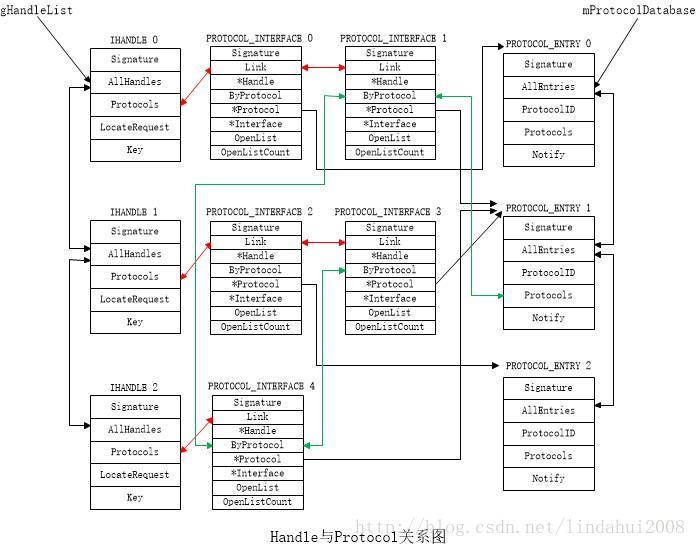 gHandleList
mProtocolDatabase
IHANDLE 0
Signature
AllHandles
Protocols
LocateRequest
Key
PROTOCOL_INTERFACE 0
Signature
Link
*Handle
ByProtocol
*Protocol
*Interface
OpenList
OpenListCount
PROTOCOL_INTERFACE 1
Signature
Link
*Handle
ByProtocol
*Protocol
*Interface
OpenList
OpenListCount
PROTOCOL_ENTRY 0
Signature
AllEntries
ProtocolID
Protocols
Notify
IHANDLE 1
Signature
AllHandles
Protocols
LocateRequest
Key
PROTOCOL_INTERFACE 2
Signature
Link
*Handle
ByProtocol
*Protocol
*Interface
OpenList
OpenListCount
PROTOCOL_INTERFACE 3
Signature
Link
*Handle
ByProtocol
*Protocol
*Interface
OpenList
OpenListCount
PROTOCOL_ENTRY 1
Signature
AllEntries
ProtocolID
Protocols
Notify
IHANDLE 2
Signature
AllHandles
Protocols
LocateRequest
Key
PROTOCOL_INTERFACE 4
Signature
Link
*Handle
ByProtocol
*Protocol
*Interface
OpenList
OpenListCount
PROTOCOL_ENTRY 2
Signature
AllEntries
ProtocolID
Protocols
Notify
http://blog.csdn.net/lindahui2008
Handle与Protocol关系图